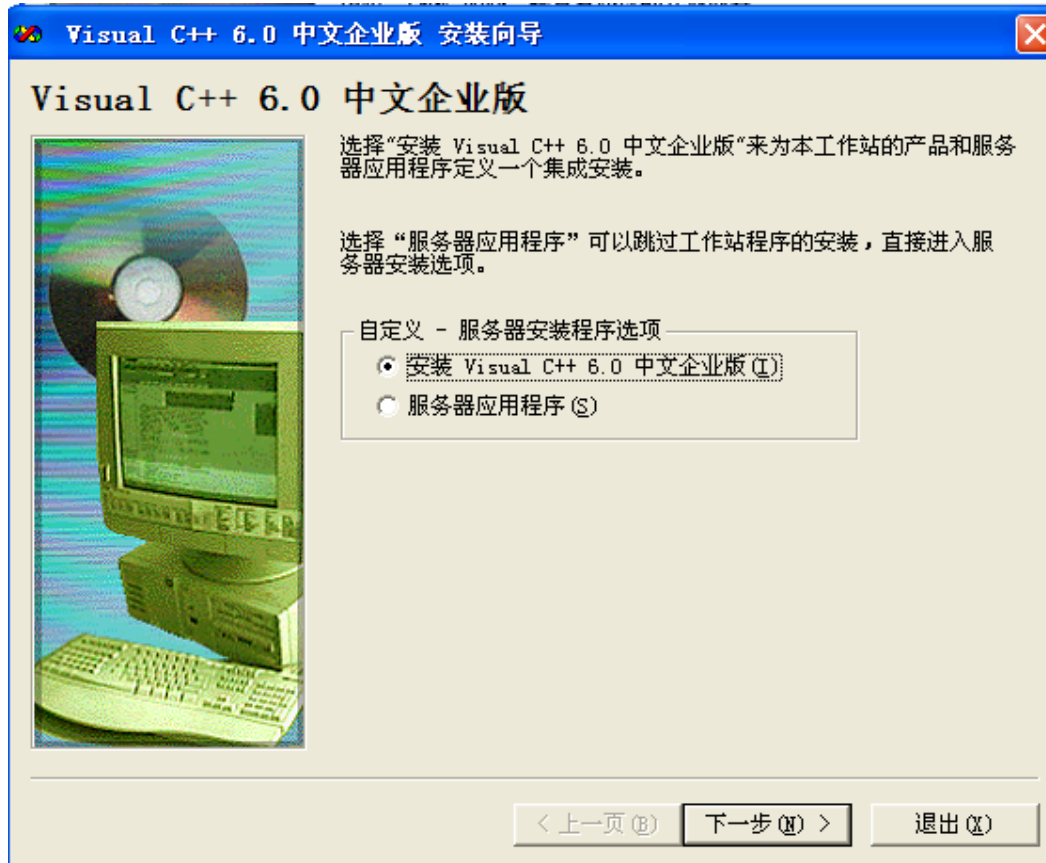 Visual C++ 6.0 中文企业版 安装向导
Visual C++ 6.0 中文企业版
选择"安装 Visual C++ 6.0 中文企业版"来为本工作站的产品和服务
器应用程序定义一个集成安装。
选择“服务器应用程序”可以跳过工作站程序的安装，直接进入服
务器安装选项。
自定义 - 服务器安装程序选项
安装 Visual C++ 6.0 中文企业版(I)
服务器应用程序(S)
< 上一页(B)
下一步(N) >
退出(X)